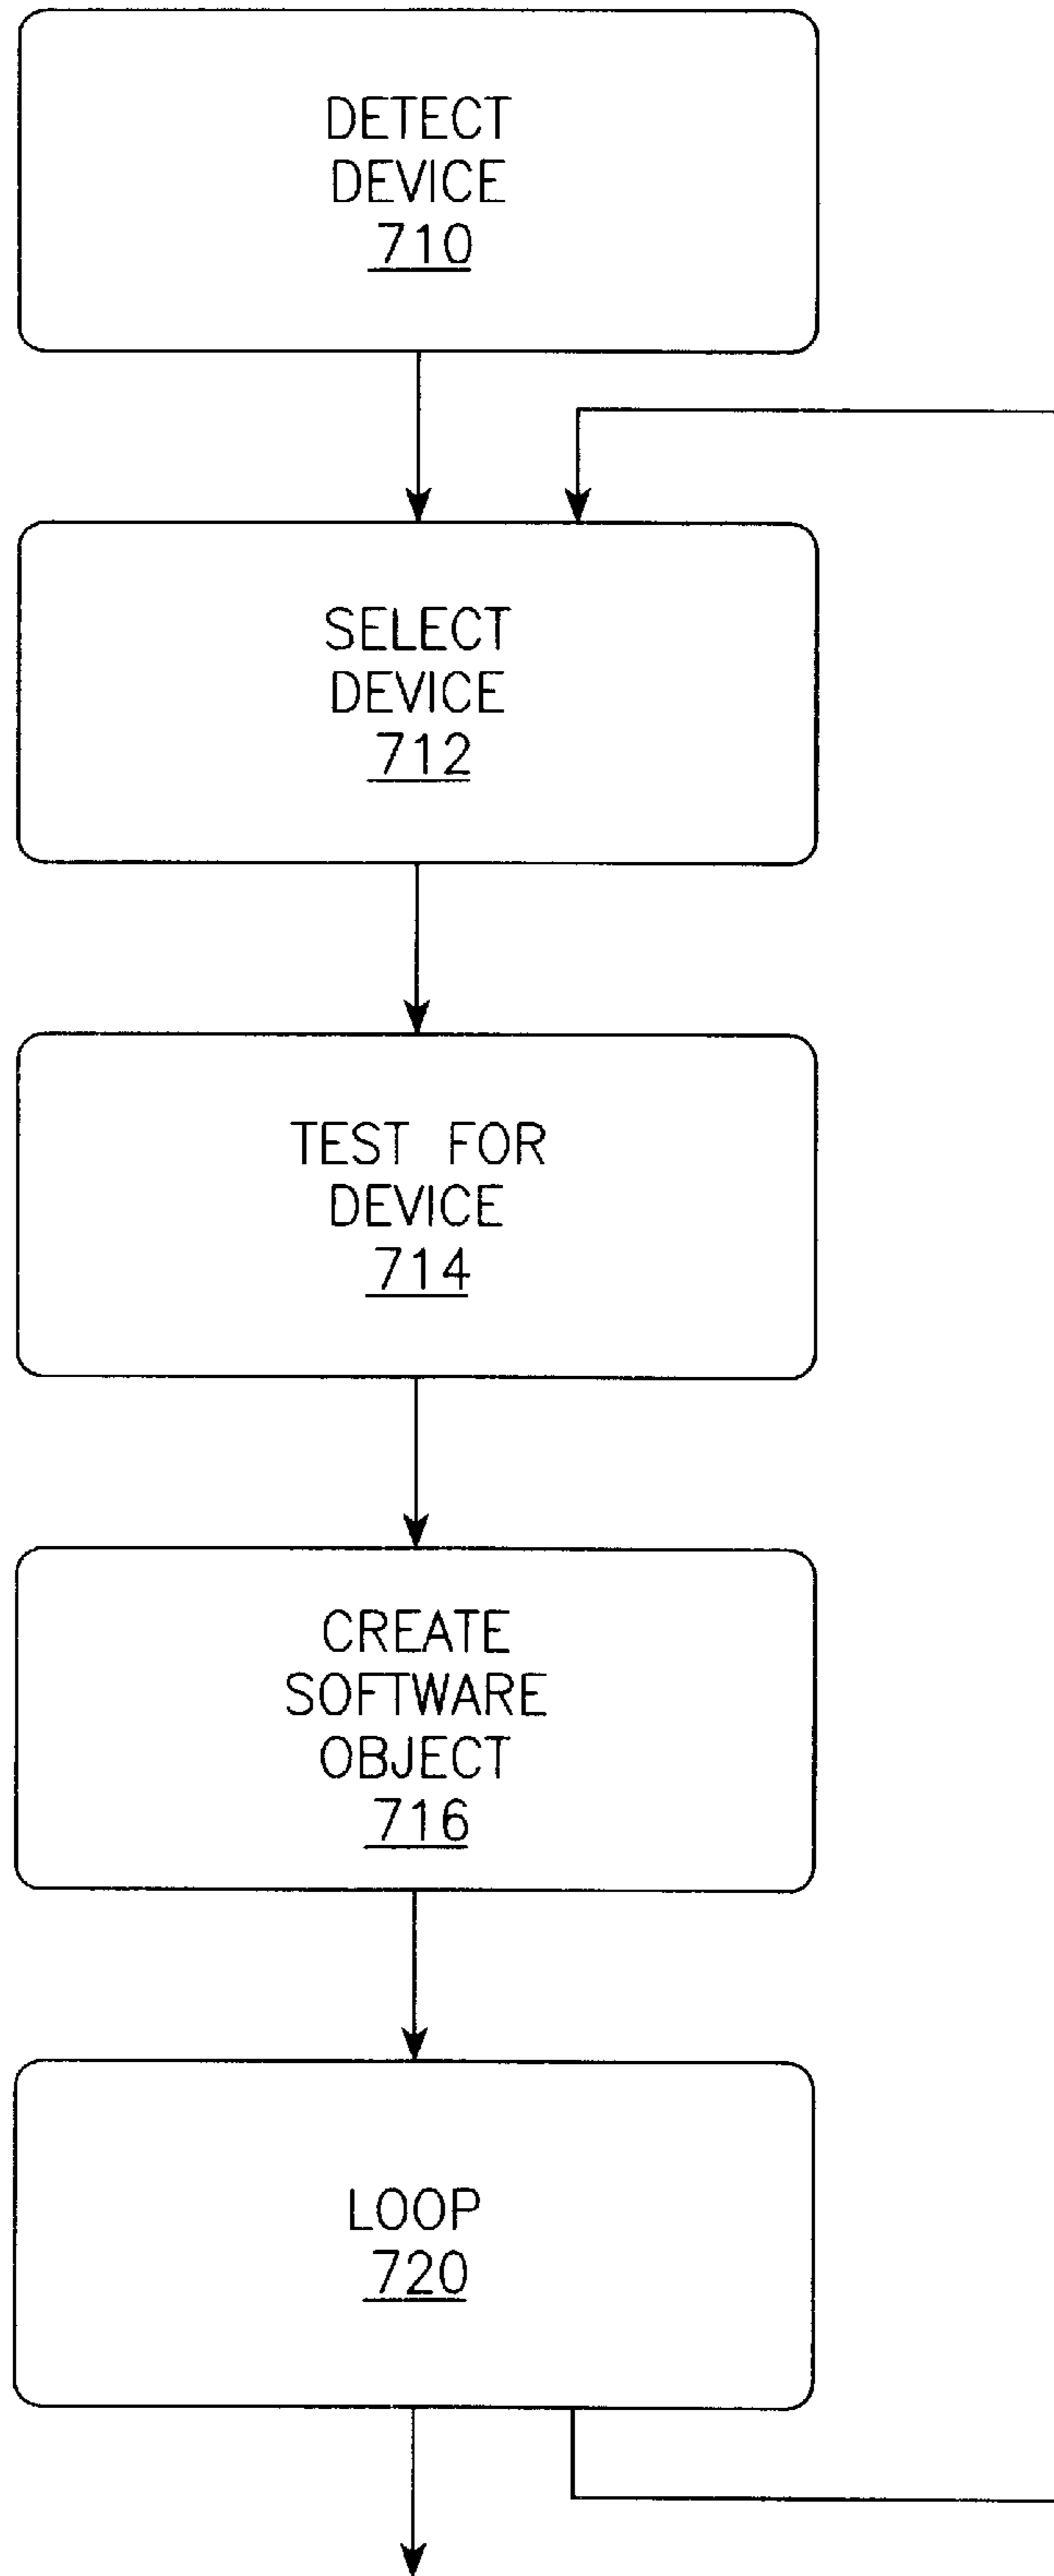 DETECT
DEVICE
710
SELECT
DEVICE
712
TEST FOR
DEVICE
714
CREATE
SOFTWARE
OBJECT
716
LOOP
720